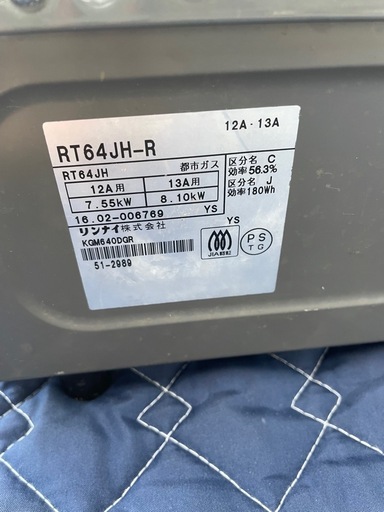 12A・13A
RT64JH-R
RT64JH 都市ガス
12A用 13A用
7.55kW 8.10kW
区分名 C
効率56.3%
区分名 J
効率180Wh
16.02-006769 YS
YS
リンナイ株式会社
KGM640DGR
51-2989
JIA認証
PS
TG